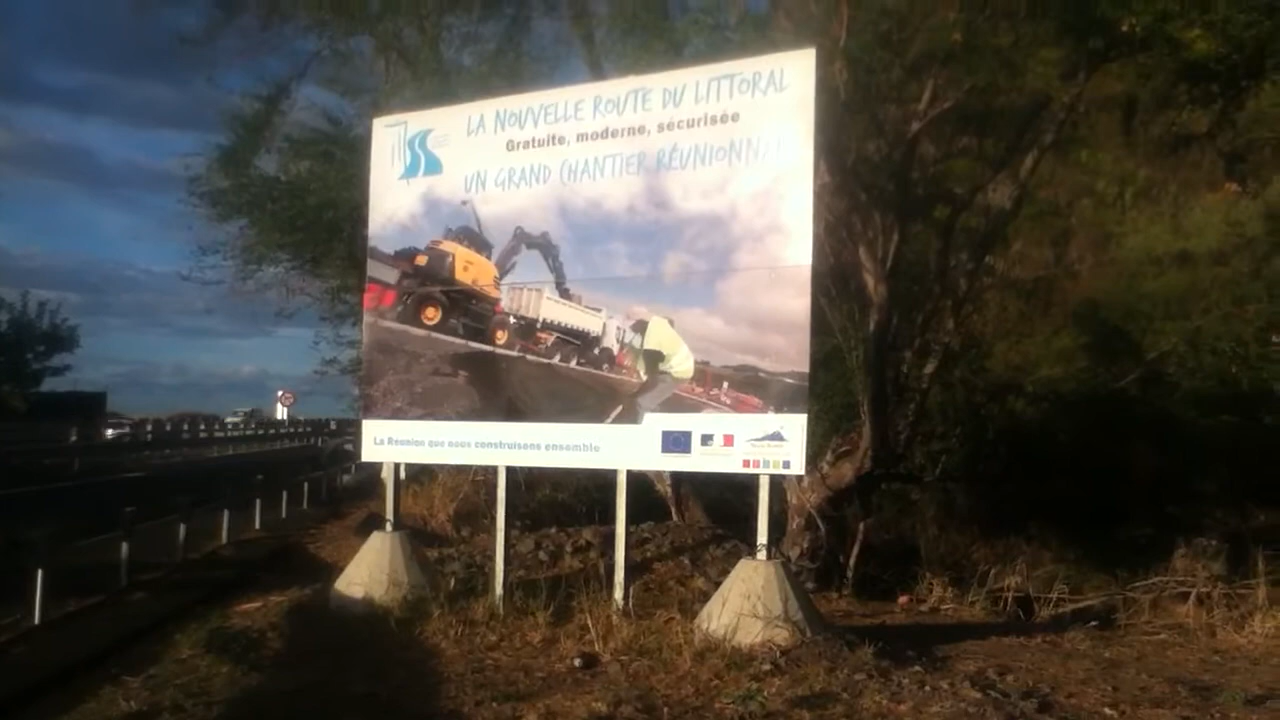 LA NOUVELLE ROUTE DU LITTORAL
Gratuite, moderne, sécurisée
UN GRAND CHANTIER RÉUNIONNAIS
La Réunion que nous construisons ensemble